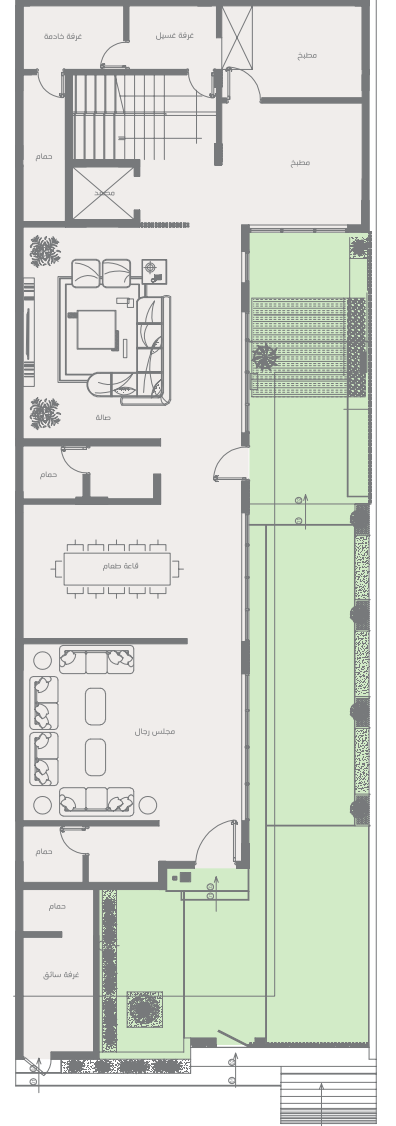 غرفة خادمة
غرفة غسيل
مطبخ
حمام
مطبخ
مصعد
صالة
حمام
قاعة طعام
مجلس رجال
حمام
حمام
غرفة سائق